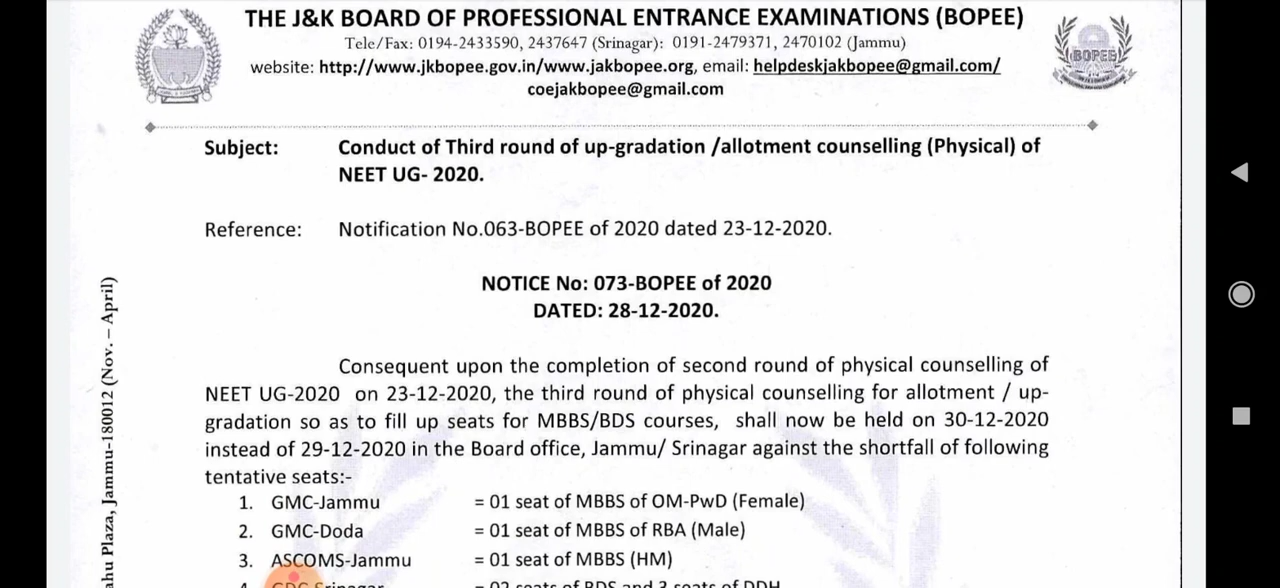 THE J&K BOARD OF PROFESSIONAL ENTRANCE EXAMINATIONS (BOPEE)
Tele/Fax: 0194-2433590, 2437647 (Srinagar): 0191-2479371, 2470102 (Jammu)
website: http://www.jkbopee.gov.in/www.jakbopee.org, email: helpdeskjakbopee@gmail.com/
coejakbopee@gmail.com
BOPEE
Subject: Conduct of Third round of up-gradation /allotment counselling (Physical) of
NEET UG- 2020.
Reference: Notification No.063-BOPEE of 2020 dated 23-12-2020.
NOTICE No: 073-BOPEE of 2020
DATED: 28-12-2020.
Consequent upon the completion of second round of physical counselling of
NEET UG-2020 on 23-12-2020, the third round of physical counselling for allotment / up-
gradation so as to fill up seats for MBBS/BDS courses, shall now be held on 30-12-2020
instead of 29-12-2020 in the Board office, Jammu/ Srinagar against the shortfall of following
tentative seats:-
1. GMC-Jammu = 01 seat of MBBS of OM-PwD (Female)
2. GMC-Doda = 01 seat of MBBS of RBA (Male)
3. ASCOMS-Jammu = 01 seat of MBBS (HM)
Plaza, Jammu-180012 (Nov. – April)